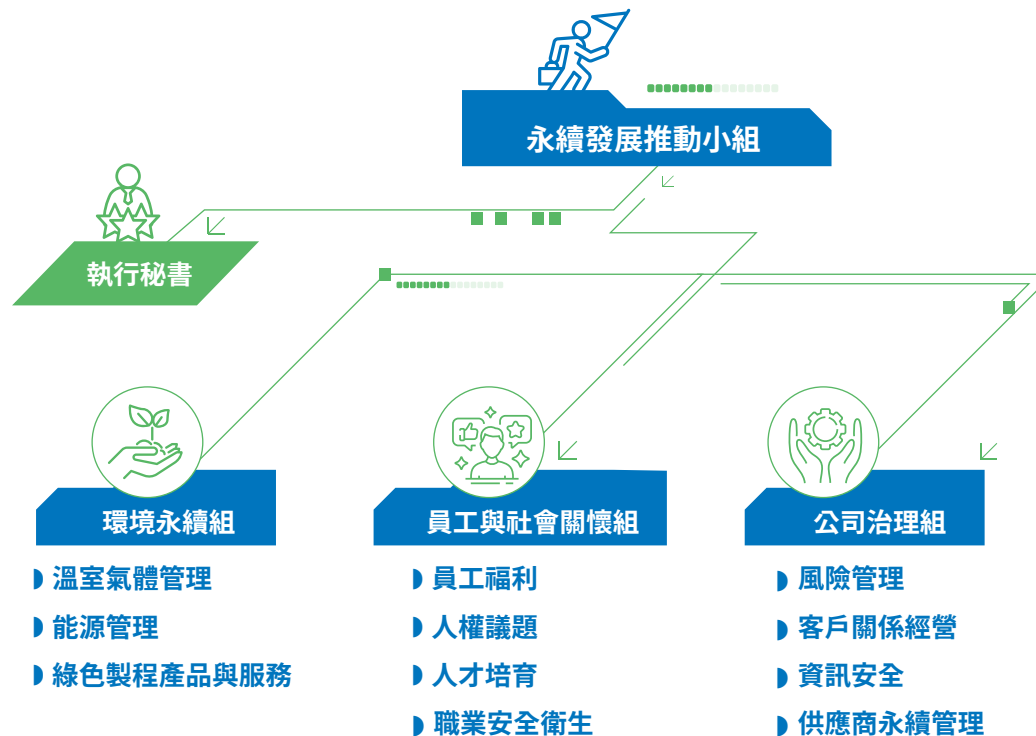 永續發展推動小組
執行秘書
環境永續組
溫室氣體管理
能源管理
綠色製程產品與服務
員工與社會關懷組
員工福利
人權議題
人才培育
職業安全衛生
公司治理組
風險管理
客戶關係經營
資訊安全
供應商永續管理